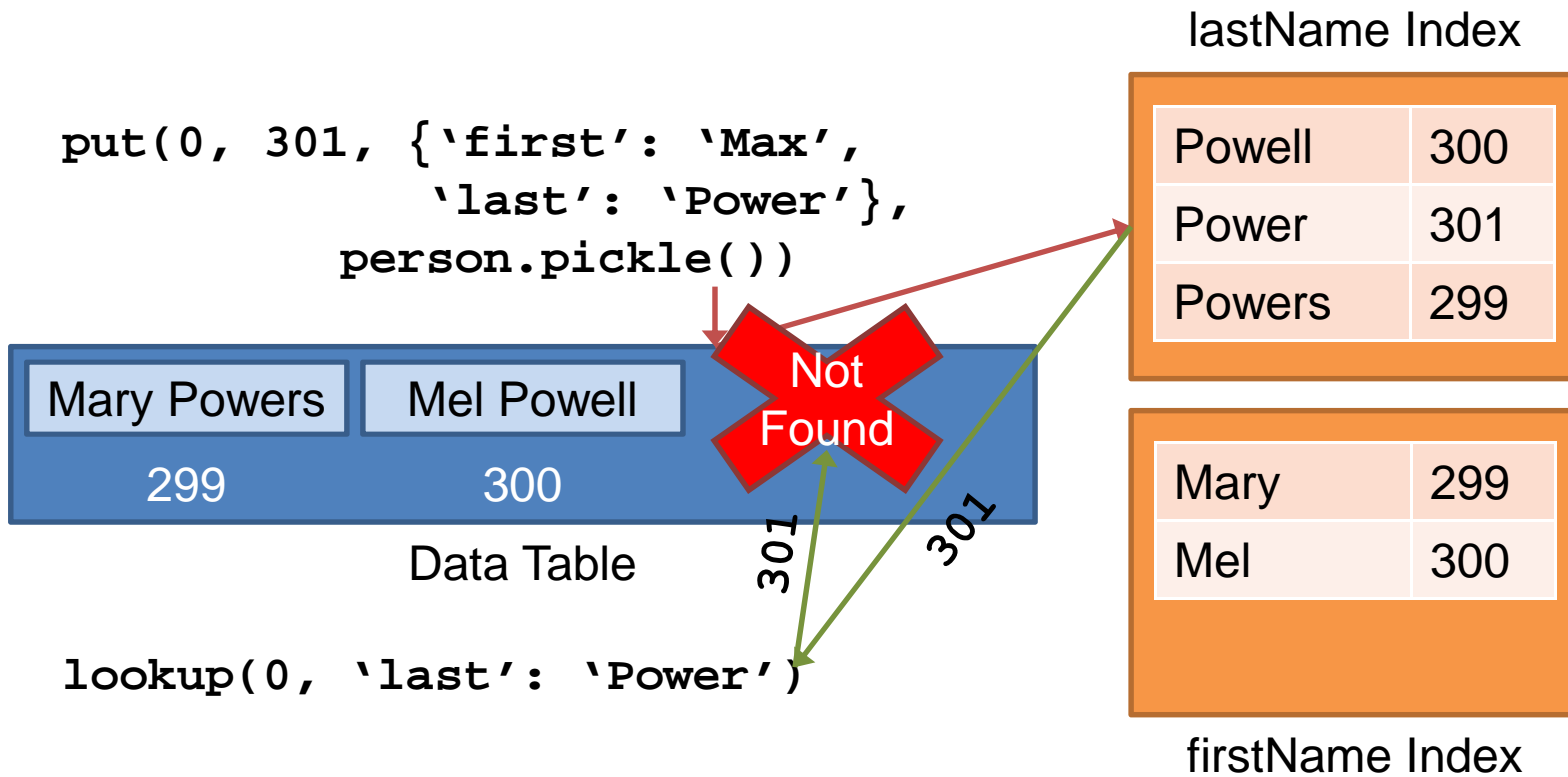 lastName Index
put(0, 301, {‘first’: ‘Max’,
‘last’: ‘Power’},
person.pickle())
Powell 300
Power 301
Powers 299
Not
Found
Mary Powers Mel Powell
299 300
Data Table
301
301
Mary 299
Mel 300
lookup(0, ‘last’: ‘Power’)
firstName Index